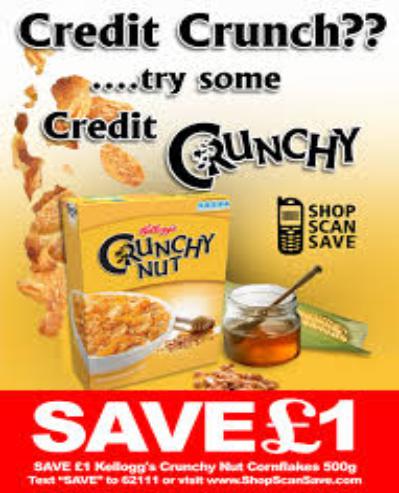 Credit Crunch??
....try some
Credit CRUNCHY
SHOP
SCAN
SAVE
Kellogg's
CRUNCHY
NUT
SAVE £1
SAVE £1 Kellogg's Crunchy Nut Cornflakes 500g
Text "SAVE" to 62111 or visit www.ShopScanSave.com